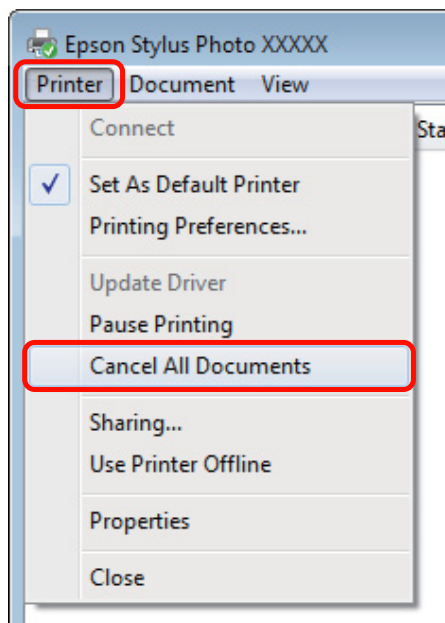 Epson Stylus Photo XXXXX
Printer Document View
Connect
Sta
Set As Default Printer
Printing Preferences...
Update Driver
Pause Printing
Cancel All Documents
Sharing...
Use Printer Offline
Properties
Close